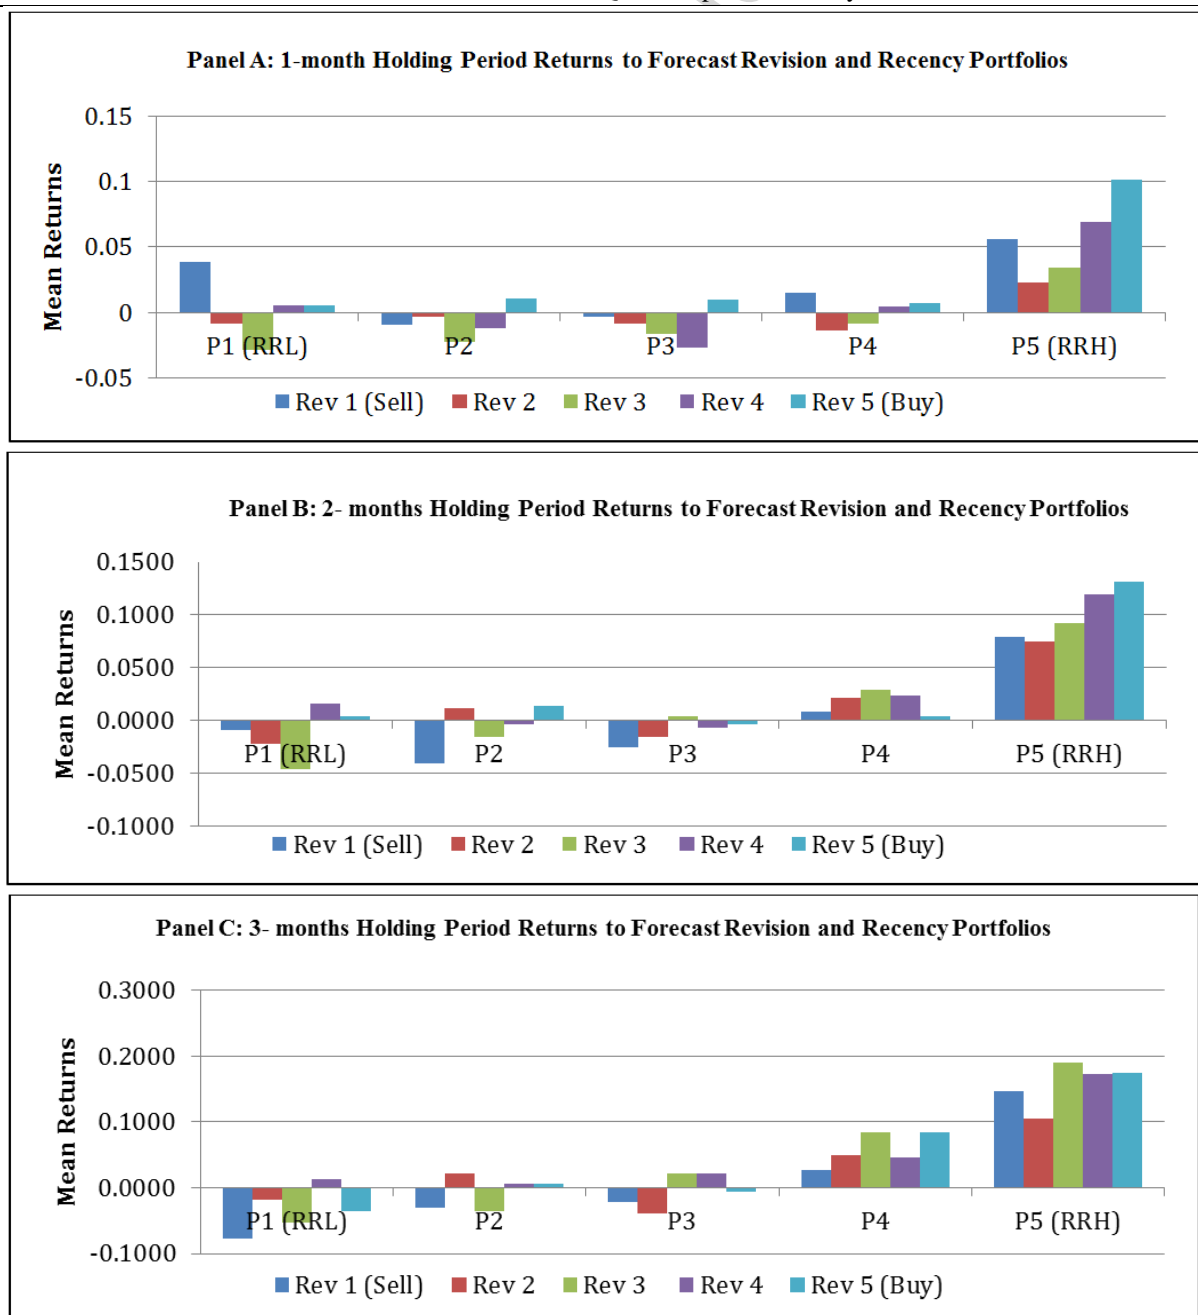 Panel A: 1-month Holding Period Returns to Forecast Revision and Recency Portfolios
0.15
0.1
0.05
0
-0.05
Mean Returns
P1 (RRL) P2 P3 P4 P5 (RRH)
Rev 1 (Sell) Rev 2 Rev 3 Rev 4 Rev 5 (Buy)
Panel B: 2- months Holding Period Returns to Forecast Revision and Recency Portfolios
0.1500
0.1000
0.0500
0.0000
-0.0500
-0.1000
Mean Returns
P1 (RRL) P2 P3 P4 P5 (RRH)
Rev 1 (Sell) Rev 2 Rev 3 Rev 4 Rev 5 (Buy)
Panel C: 3- months Holding Period Returns to Forecast Revision and Recency Portfolios
0.3000
0.2000
0.1000
0.0000
-0.1000
Mean Returns
P1 (RRL) P2 P3 P4 P5 (RRH)
Rev 1 (Sell) Rev 2 Rev 3 Rev 4 Rev 5 (Buy)